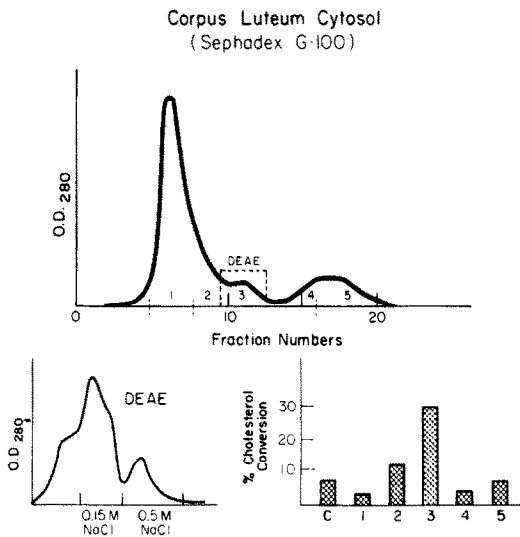 Corpus Luteum Cytosol
(Sephadex G-100)
O.D. 280
DEAE
1 2 3 4 5
0 10 20
Fraction Numbers
DEAE
O.D. 280
0.15 M 0.5 M
NaCl NaCl
% Cholesterol
Conversion
30
20
10
C 1 2 3 4 5